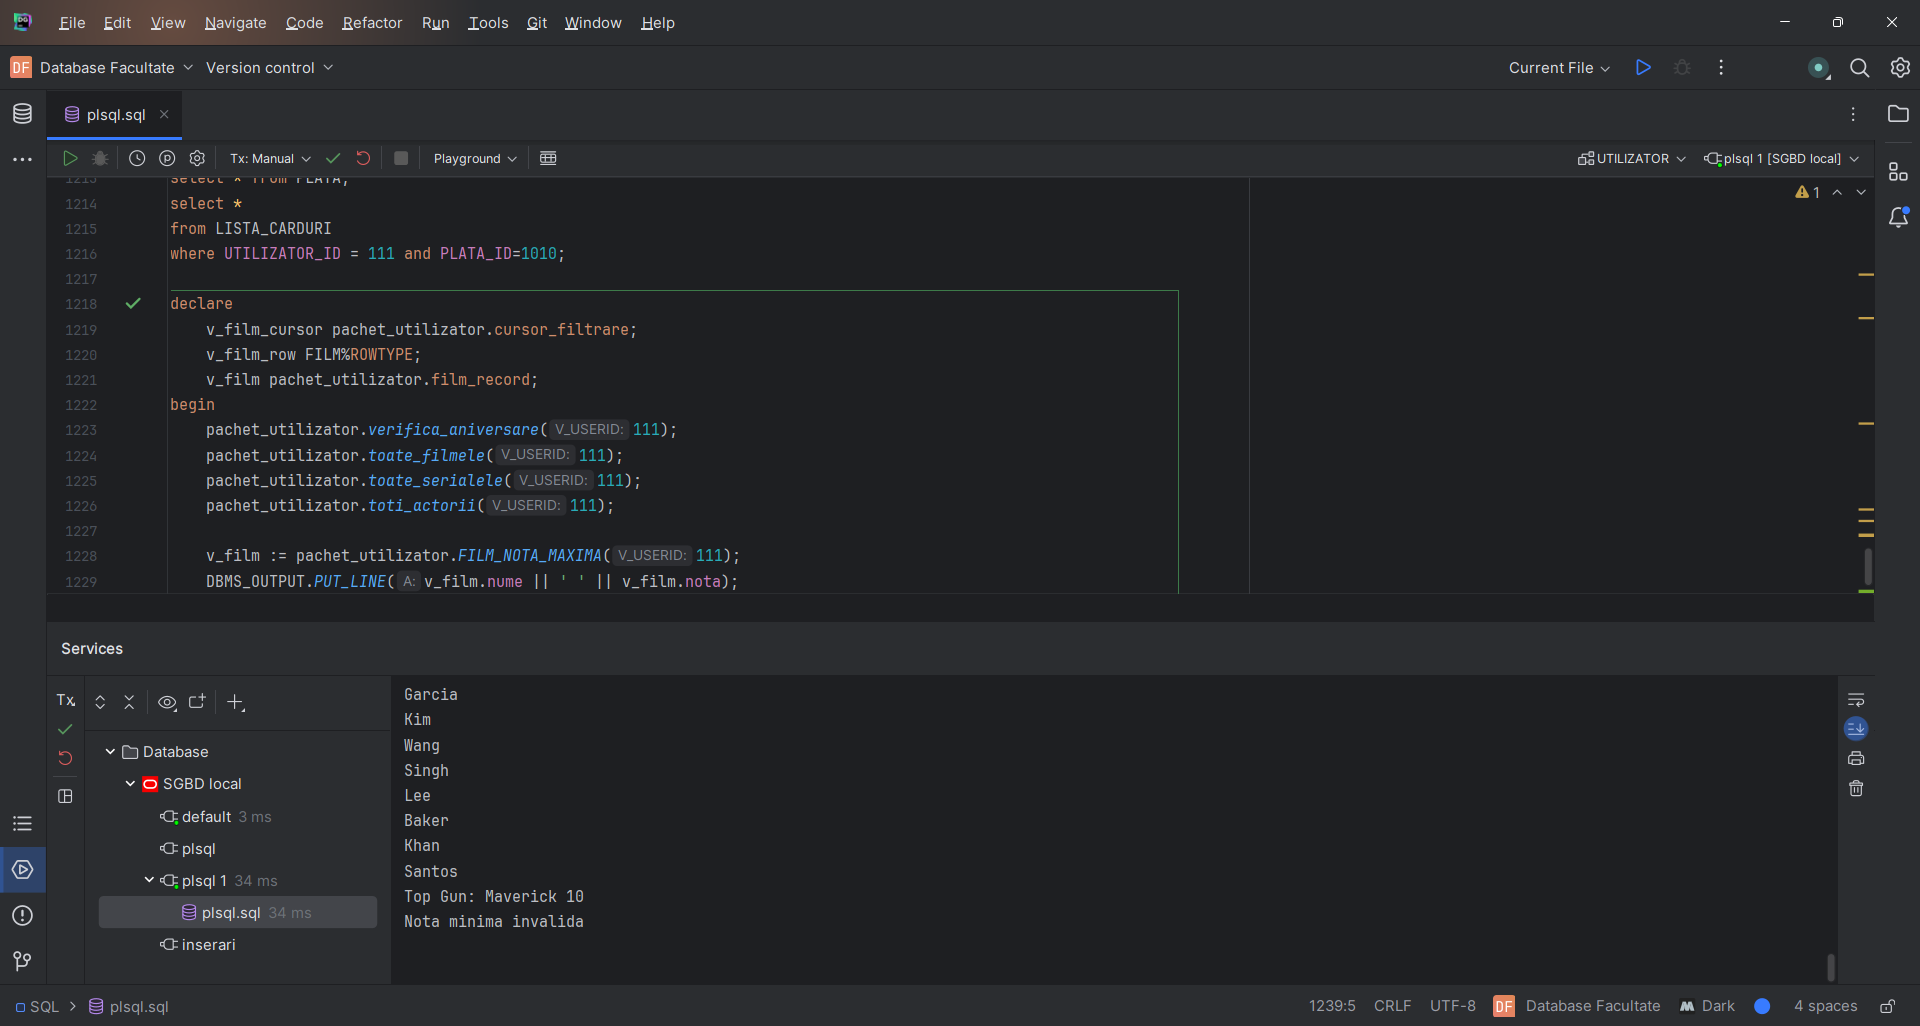 File Edit View Navigate Code Refactor Run Tools Git Window Help
DF Database Facultate Version control Current File
plsql.sql
Tx: Manual Playground UTILIZATOR plsql 1 [SGBD local]
1213 select * from PLATA;
1214 select * 1
1215 from LISTA_CARDURI
1216 where UTILIZATOR_ID = 111 and PLATA_ID=1010;
1217
1218 declare
1219 v_film_cursor pachet_utilizator.cursor_filtrare;
1220 v_film_row FILM%ROWTYPE;
1221 v_film pachet_utilizator.film_record;
1222 begin
1223 pachet_utilizator.verifica_aniversare( V_USERID: 111);
1224 pachet_utilizator.toate_filmele( V_USERID: 111);
1225 pachet_utilizator.toate_serialele( V_USERID: 111);
1226 pachet_utilizator.toti_actorii( V_USERID: 111);
1227
1228 v_film := pachet_utilizator.FILM_NOTA_MAXIMA( V_USERID: 111);
1229 DBMS_OUTPUT.PUT_LINE( A: v_film.nume || ' ' || v_film.nota);
Services
Tx
Database
SGBD local
default 3 ms
plsql
plsql 1 34 ms
plsql.sql 34 ms
inserari
Garcia
Kim
Wang
Singh
Lee
Baker
Khan
Santos
Top Gun: Maverick 10
Nota minima invalida
SQL > plsql.sql 1239:5 CRLF UTF-8 DF Database Facultate Dark 4 spaces